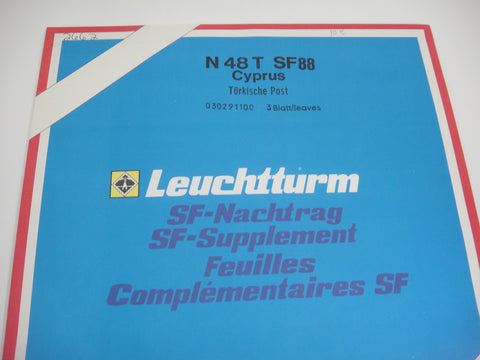 N 48 T SF88
Cyprus
Türkische Post
030291100 3 Blatt/leaves
Leuchtturm
SF-Nachtrag
SF-Supplement
Feuilles
Complémentaires SF